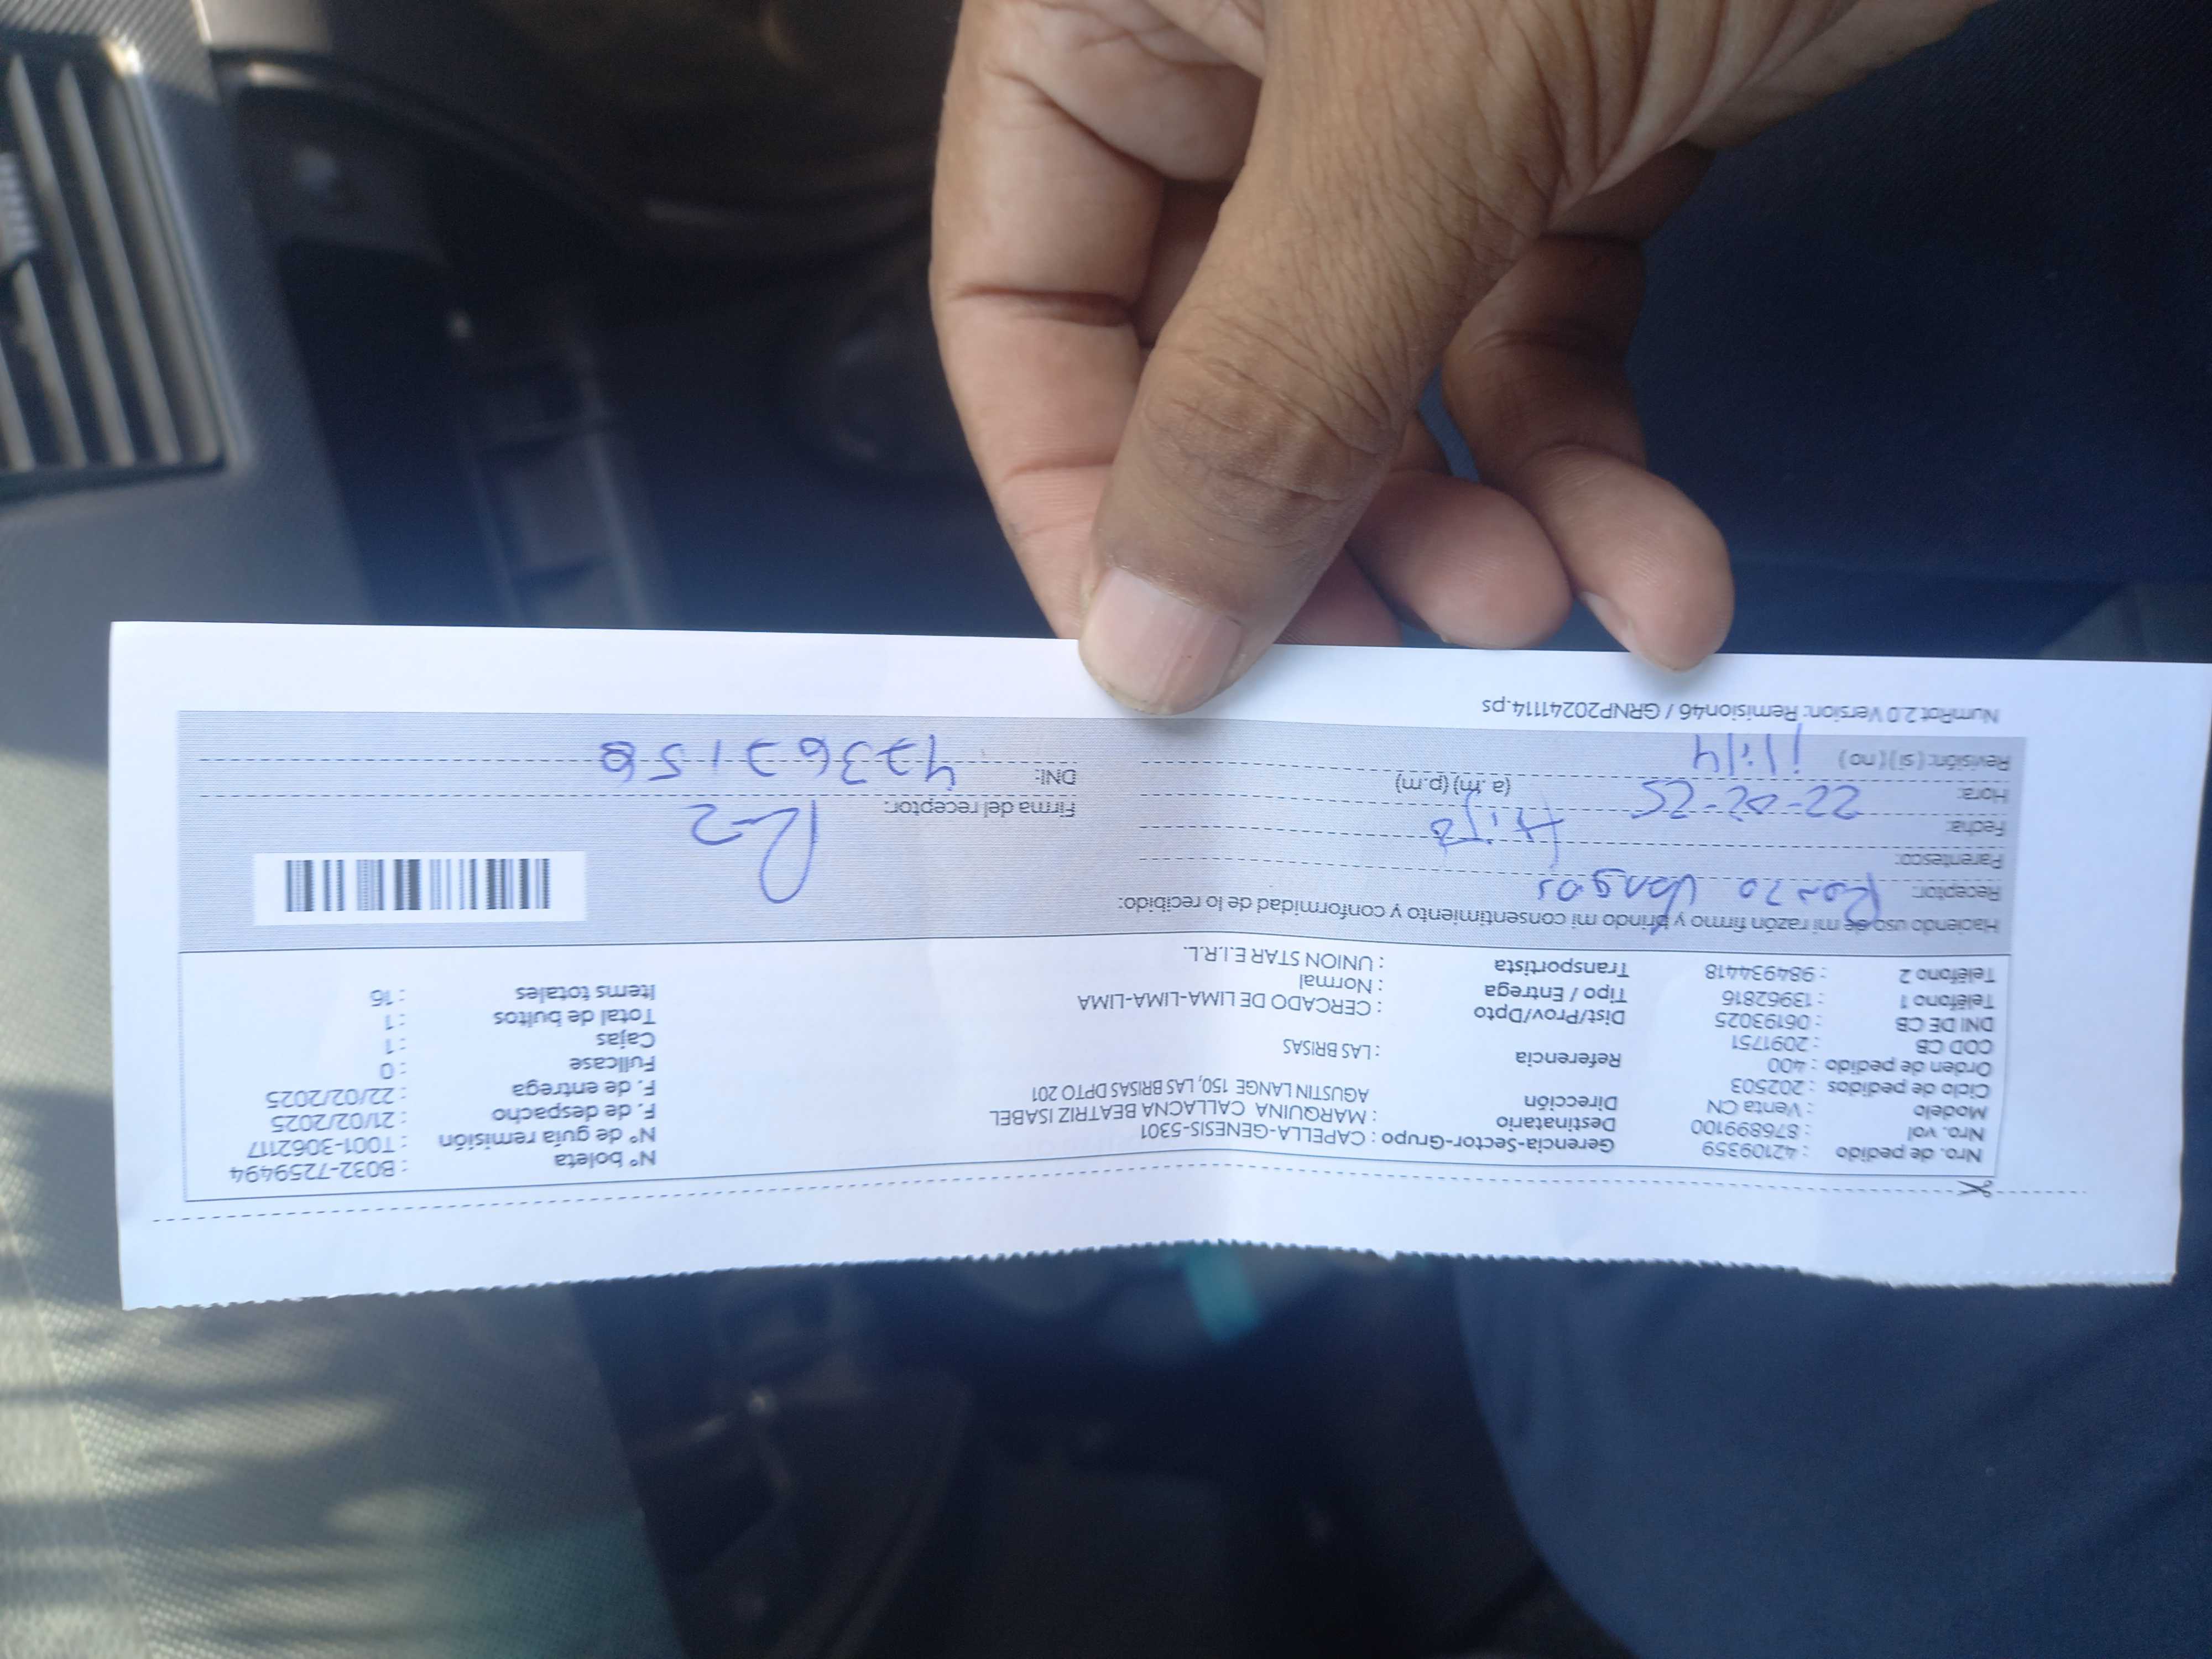 Nro. de pedido : 42109359 Gerencia-Sector-Grupo : CAPELLA-GENESIS-5301 N° boleta : B032-7259494
Nro. vol : 876899100 Destinatario : MARQUINA CALLACNA BEATRIZ ISABEL N° de guía remisión : T001-3062117
Modelo : Venta CN Dirección AGUSTIN LANGE 150, LAS BRISAS DPTO 201 F. de despacho : 21/02/2025
Ciclo de pedidos : 202503 F. de entrega : 22/02/2025
Orden de pedido : 400 Referencia : LAS BRISAS Fullcase : 0
COD CB : 2091751 Cajas : 1
DNI DE CB : 06193025 Dist/Prov/Dpto : CERCADO DE LIMA-LIMA-LIMA Total de bultos : 1
Teléfono 1 : 13962816 Tipo / Entrega : Normal Items totales : 16
Teléfono 2 : 984934418 Transportista : UNION STAR E.I.R.L.
Haciendo uso de mi razón firmo y brindo mi consentimiento y conformidad de lo recibido:
Receptor:
Parentesco: Hijo
Fecha: 22-02-25 Firma del receptor:
Hora: (a.m) (p.m) DNI:
Revisión: (si) (no) 11:14
NumRot 2.0 Version: Remision46 / GRNP20241114.ps